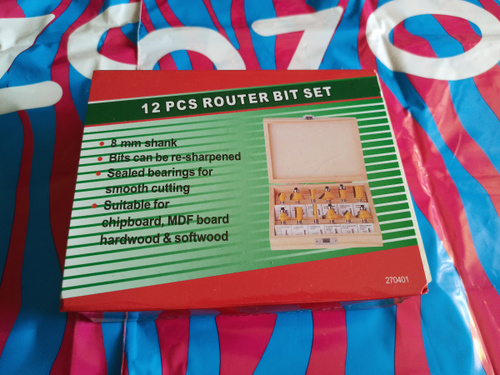 12 PCS ROUTER BIT SET
• 8 mm shank
• Bits can be re-sharpened
• Sealed bearings for
smooth cutting
• Suitable for
chipboard, MDF board
hardwood & softwood
270401